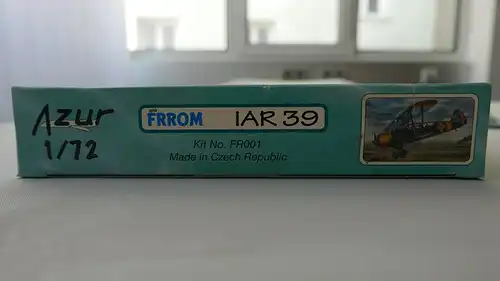 Azur
1/72
FRROM IAR 39
Kit No. FR001
Made in Czech Republic